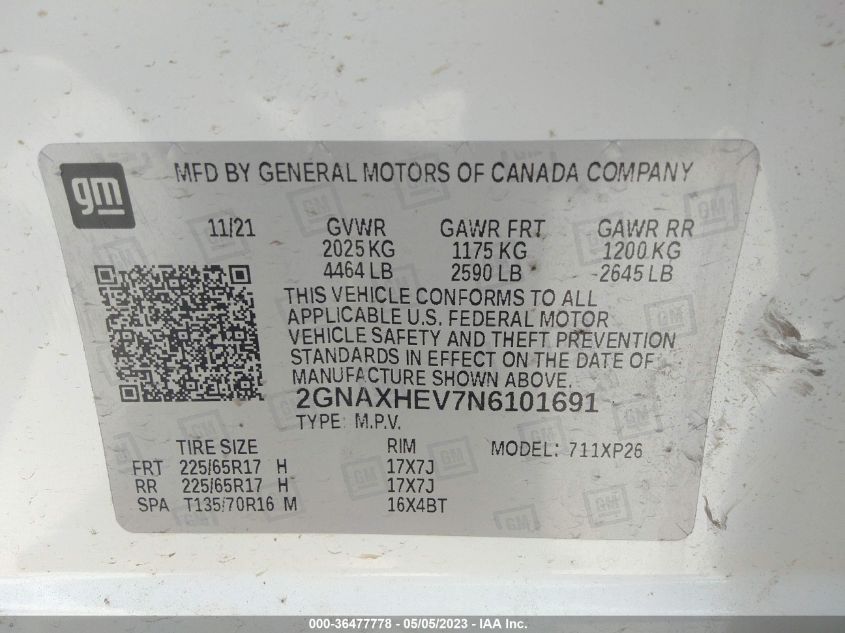 gm
MFD BY GENERAL MOTORS OF CANADA COMPANY
11/21 GVWR GAWR FRT GAWR RR
2025 KG 1175 KG 1200 KG
4464 LB 2590 LB 2645 LB
THIS VEHICLE CONFORMS TO ALL
APPLICABLE U.S. FEDERAL MOTOR
VEHICLE SAFETY AND THEFT PREVENTION
STANDARDS IN EFFECT ON THE DATE OF
MANUFACTURE SHOWN ABOVE.
2GNAXHEV7N6101691
TYPE: M.P.V.
TIRE SIZE RIM MODEL: 711XP26
FRT 225/65R17 H 17X7J
RR 225/65R17 H 17X7J
SPA T135/70R16 M 16X4BT
000-36477778 - 05/05/2023 - IAA Inc.